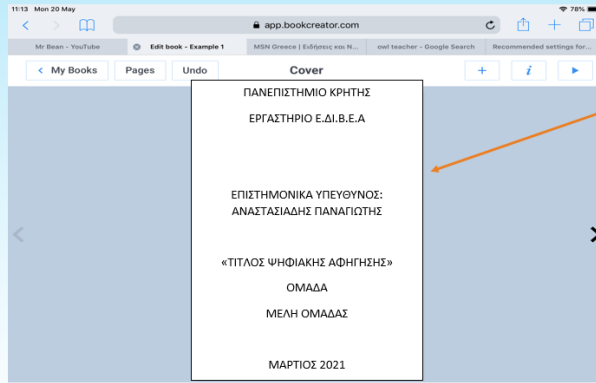 11:13 Mon 20 May
78%
app.bookcreator.com
Mr Bean - YouTube
Edit book - Example 1
MSN Greece | Ειδήσεις και N...
owl teacher - Google Search
Recommended settings for...
My Books
Pages
Undo
Cover
ΠΑΝΕΠΙΣΤΗΜΙΟ ΚΡΗΤΗΣ
ΕΡΓΑΣΤΗΡΙΟ Ε.ΔΙ.Β.Ε.Α
ΕΠΙΣΤΗΜΟΝΙΚΑ ΥΠΕΥΘΥΝΟΣ:
ΑΝΑΣΤΑΣΙΑΔΗΣ ΠΑΝΑΓΙΩΤΗΣ
«ΤΙΤΛΟΣ ΨΗΦΙΑΚΗΣ ΑΦΗΓΗΣΗΣ»
ΟΜΑΔΑ
ΜΕΛΗ ΟΜΑΔΑΣ
ΜΑΡΤΙΟΣ 2021